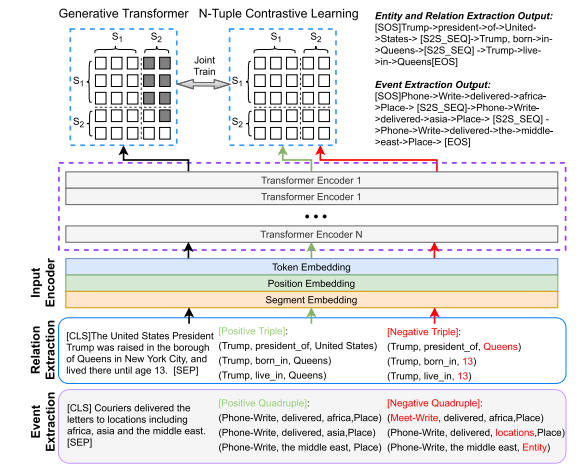 Generative Transformer
N-Tuple Contrastive Learning
S1 S2
S1
S2
Joint
Train
S1 S2
S1
S2
Entity and Relation Extraction Output:
[SOS]Trump->president->of->United-
>States-> [S2S_SEQ]->Trump, born->in-
>Queens->[S2S_SEQ] ->Trump->live-
>in->Queens[EOS]
Event Extraction Output:
[SOS]Phone->Write->delivered->africa-
>Place-> [S2S_SEQ]->Phone->Write-
>delivered->asia->Place-> [S2S_SEQ] -
>Phone->Write->delivered->the->middle-
east->Place-> [EOS]
Transformer Encoder 1
Transformer Encoder 1
•••
Transformer Encoder N
Input
Encoder
Token Embedding
Position Embedding
Segment Embedding
Relation
Extraction
[CLS]The United States President
Trump was raised in the borough
of Queens in New York City, and
lived there until age 13. [SEP]
[Positive Triple]:
(Trump, president_of, United States)
(Trump, born_in, Queens)
(Trump, live_in, Queens)
[Negative Triple]:
(Trump, president_of, Queens)
(Trump, born_in, 13)
(Trump, live_in, 13)
Event
Extraction
[CLS] Couriers delivered the
letters to locations including
africa, asia and the middle east.
[SEP]
[Positive Quadruple]:
(Phone-Write, delivered, africa,Place)
(Phone-Write, delivered, asia,Place)
(Phone-Write, the middle east, Place)
[Negative Quadruple]:
(Meet-Write, delivered, africa,Place)
(Phone-Write, delivered, locations,Place)
(Phone-Write, the middle east, Entity)